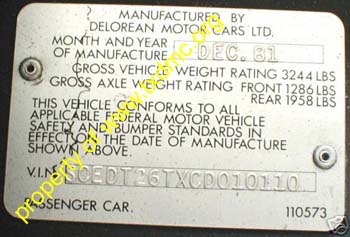 MANUFACTURED BY
DELOREAN MOTOR CARS LTD.
MONTH AND YEAR
OF MANUFACTURE DEC. 81
GROSS VEHICLE WEIGHT RATING 3244 LBS
GROSS AXLE WEIGHT RATING FRONT 1286 LBS
REAR 1958 LBS
THIS VEHICLE CONFORMS TO ALL
APPLICABLE FEDERAL MOTOR VEHICLE
SAFETY AND BUMPER STANDARDS IN
EFFECT ON THE DATE OF MANUFACTURE
SHOWN ABOVE.
V.I.N. SCEDT26TXCD010110
PASSENGER CAR. 110573
property of